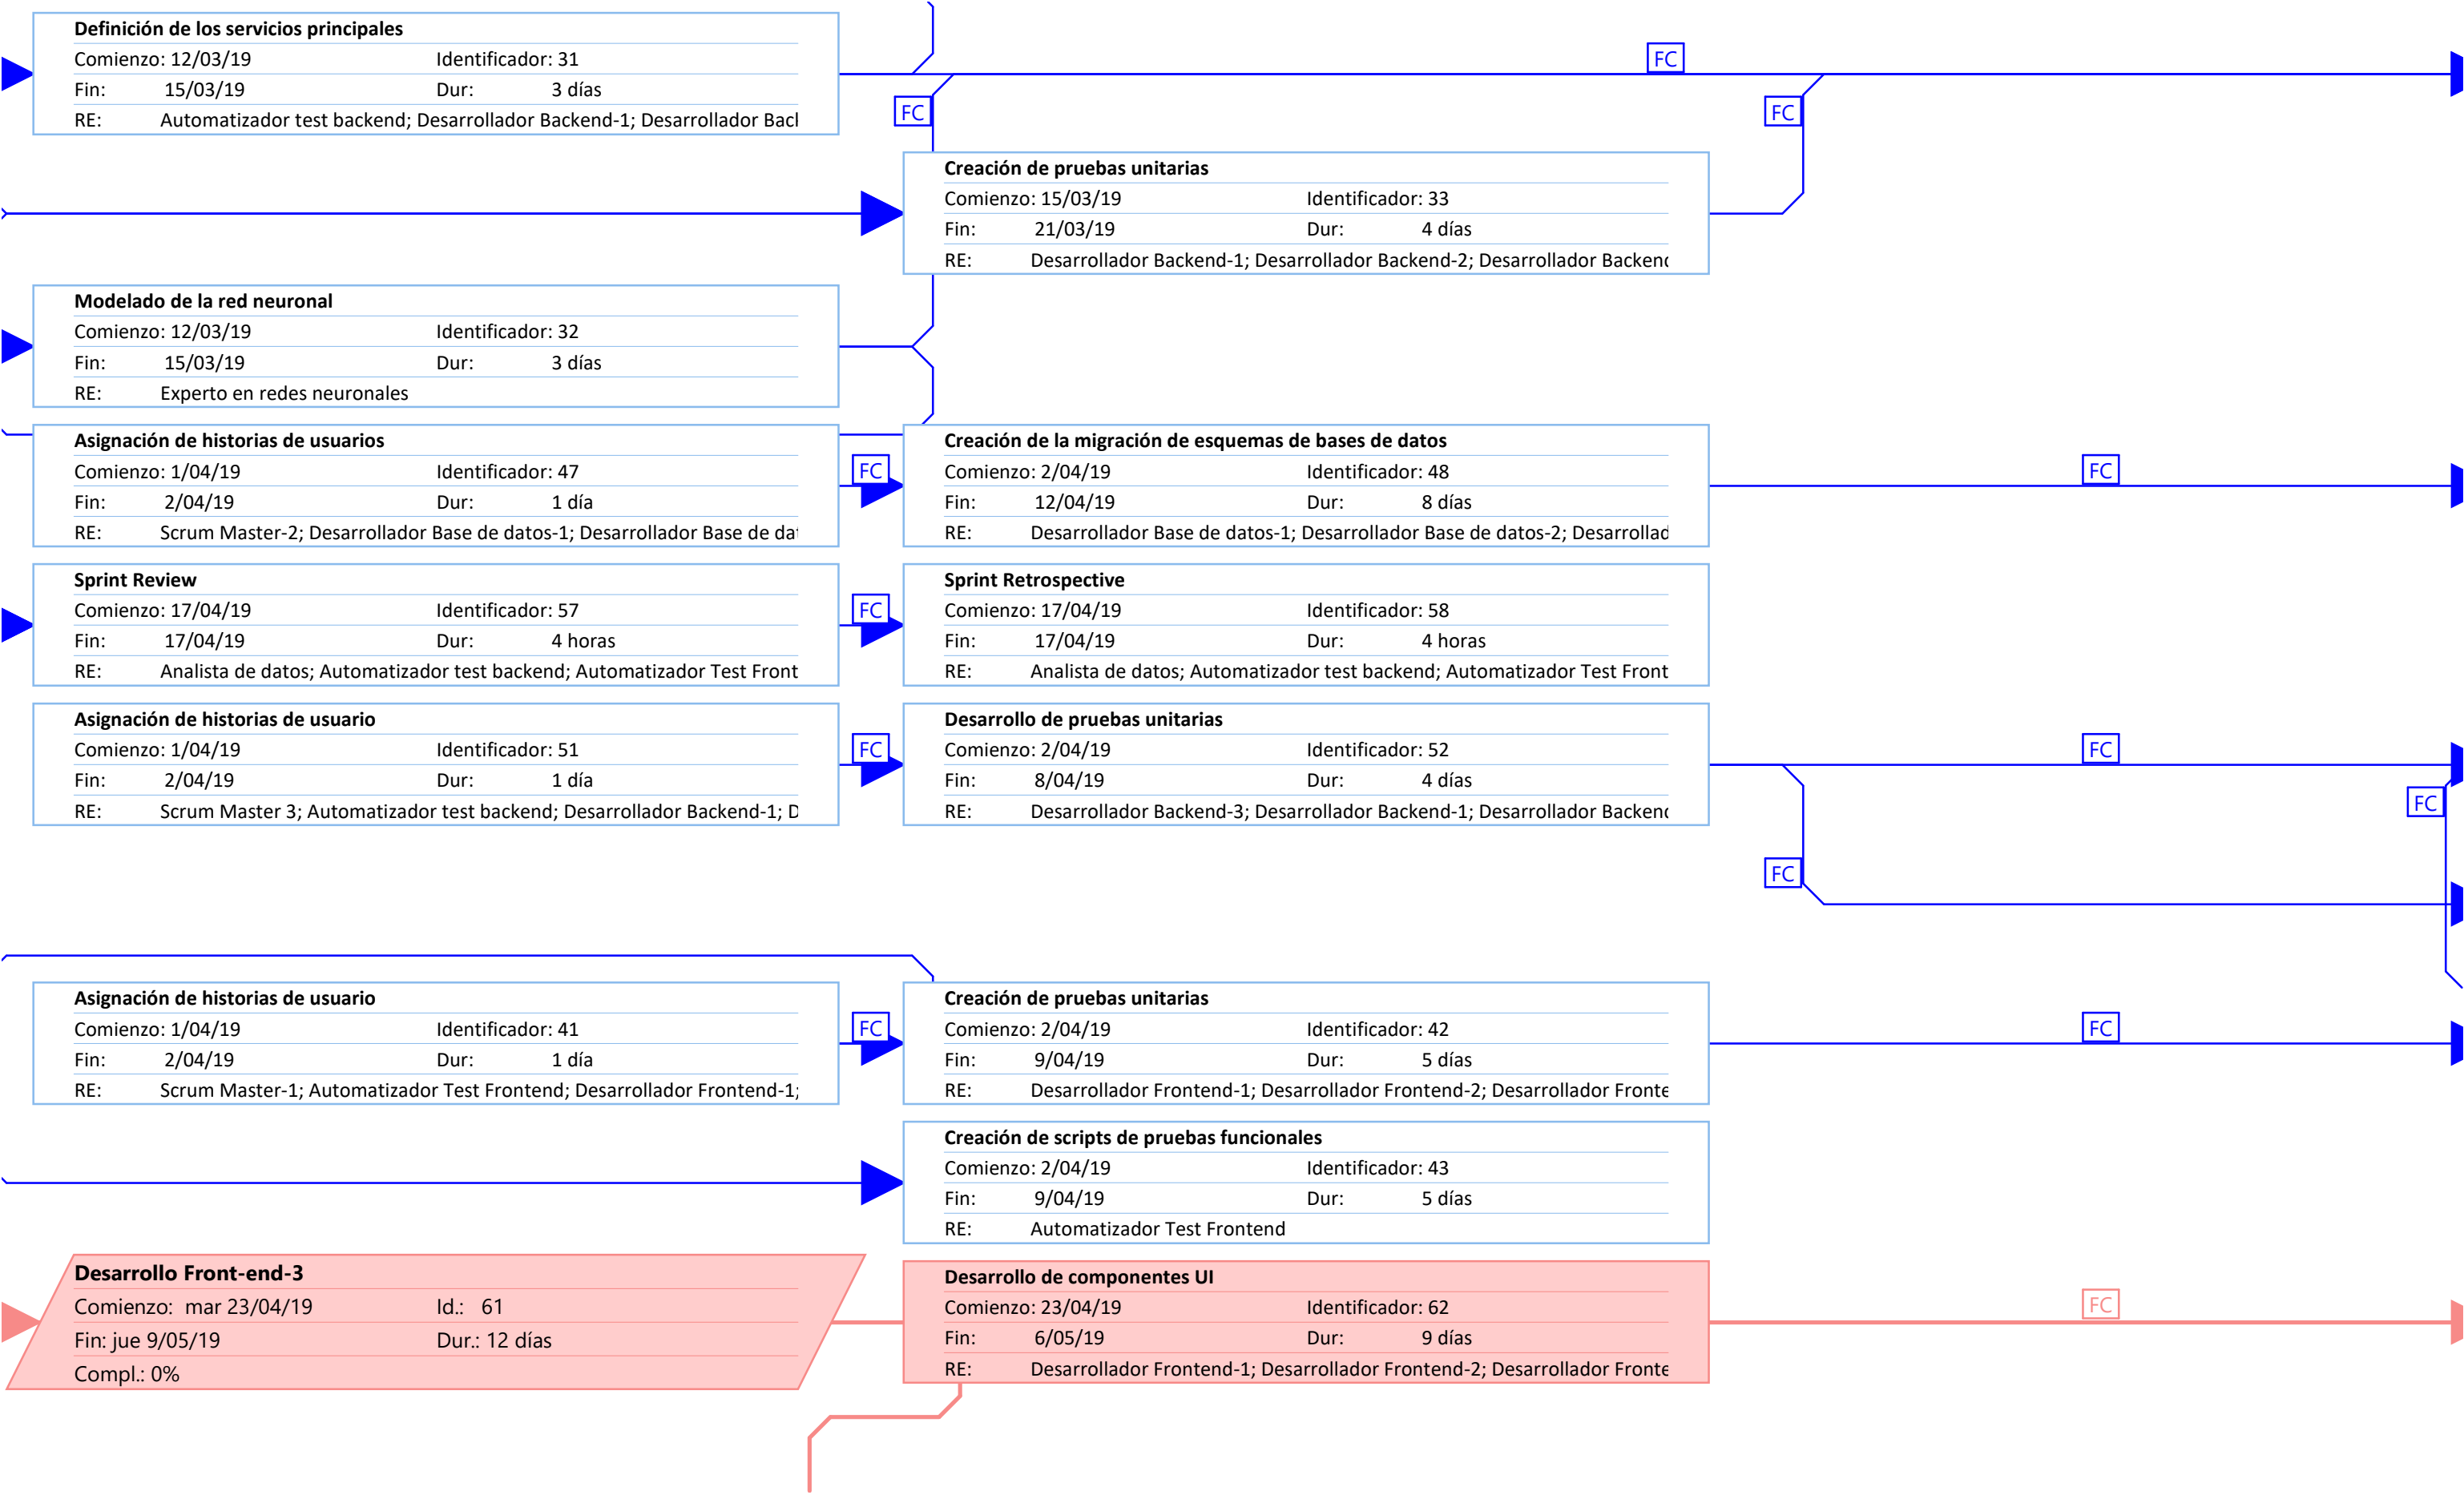 Definición de los servicios principales
Comienzo: 12/03/19 Identificador: 31
Fin: 15/03/19 Dur: 3 días
RE: Automatizador test backend; Desarrollador Backend-1; Desarrollador
FC
FC
FC
Creación de pruebas unitarias
Comienzo: 15/03/19 Identificador: 33
Fin: 21/03/19 Dur: 4 días
RE: Desarrollador Backend-1; Desarrollador Backend-2; Desarrollador
Modelado de la red neuronal
Comienzo: 12/03/19 Identificador: 32
Fin: 15/03/19 Dur: 3 días
RE: Experto en redes neuronales
Asignación de historias de usuarios
Comienzo: 1/04/19 Identificador: 47
Fin: 2/04/19 Dur: 1 día
RE: Scrum Master-2; Desarrollador Base de datos-1; Desarrollador Base de
FC
Creación de la migración de esquemas de bases de datos
Comienzo: 2/04/19 Identificador: 48
Fin: 12/04/19 Dur: 8 días
RE: Desarrollador Base de datos-1; Desarrollador Base de datos-2; Desarrollad
FC
Sprint Review
Comienzo: 17/04/19 Identificador: 57
Fin: 17/04/19 Dur: 4 horas
RE: Analista de datos; Automatizador test backend; Automatizador Test Front
FC
Sprint Retrospective
Comienzo: 17/04/19 Identificador: 58
Fin: 17/04/19 Dur: 4 horas
RE: Analista de datos; Automatizador test backend; Automatizador Test Front
Asignación de historias de usuario
Comienzo: 1/04/19 Identificador: 51
Fin: 2/04/19 Dur: 1 día
RE: Scrum Master 3; Automatizador test backend; Desarrollador Backend-1; D
FC
Desarrollo de pruebas unitarias
Comienzo: 2/04/19 Identificador: 52
Fin: 8/04/19 Dur: 4 días
RE: Desarrollador Backend-3; Desarrollador Backend-1; Desarrollador
FC
FC
FC
Asignación de historias de usuario
Comienzo: 1/04/19 Identificador: 41
Fin: 2/04/19 Dur: 1 día
RE: Scrum Master-1; Automatizador Test Frontend; Desarrollador Frontend-1;
FC
Creación de pruebas unitarias
Comienzo: 2/04/19 Identificador: 42
Fin: 9/04/19 Dur: 5 días
RE: Desarrollador Frontend-1; Desarrollador Frontend-2; Desarrollador Fronte
FC
Creación de scripts de pruebas funcionales
Comienzo: 2/04/19 Identificador: 43
Fin: 9/04/19 Dur: 5 días
RE: Automatizador Test Frontend
Desarrollo Front-end-3
Comienzo: mar 23/04/19 Id.: 61
Fin: jue 9/05/19 Dur.: 12 días
Compl.: 0%
Desarrollo de componentes UI
Comienzo: 23/04/19 Identificador: 62
Fin: 6/05/19 Dur: 9 días
RE: Desarrollador Frontend-1; Desarrollador Frontend-2; Desarrollador Fronte
FC